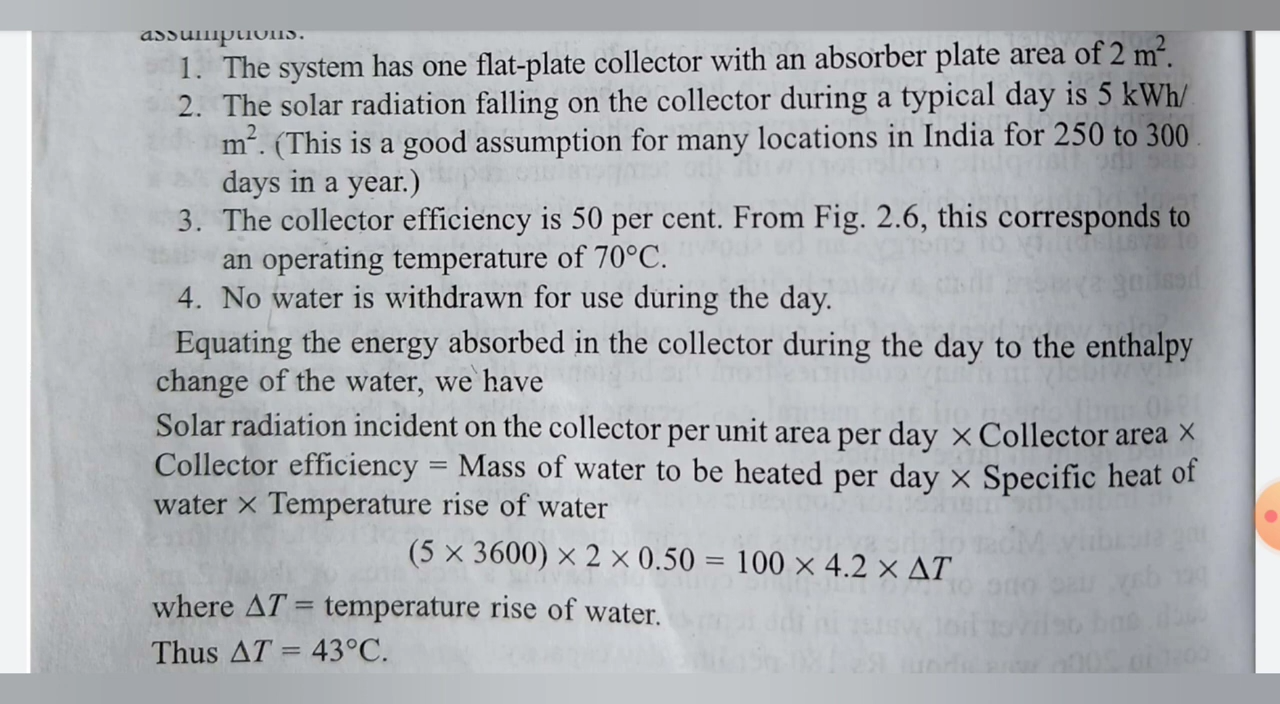 assumptions.
1. The system has one flat-plate collector with an absorber plate area of 2 m².
2. The solar radiation falling on the collector during a typical day is 5 kWh/
m². (This is a good assumption for many locations in India for 250 to 300
days in a year.)
3. The collector efficiency is 50 per cent. From Fig. 2.6, this corresponds to
an operating temperature of 70°C.
4. No water is withdrawn for use during the day.
Equating the energy absorbed in the collector during the day to the enthalpy
change of the water, we have
Solar radiation incident on the collector per unit area per day × Collector area ×
Collector efficiency = Mass of water to be heated per day × Specific heat of
water × Temperature rise of water
(5 × 3600) × 2 × 0.50 = 100 × 4.2 × ΔT
where ΔT = temperature rise of water.
Thus ΔT = 43°C.